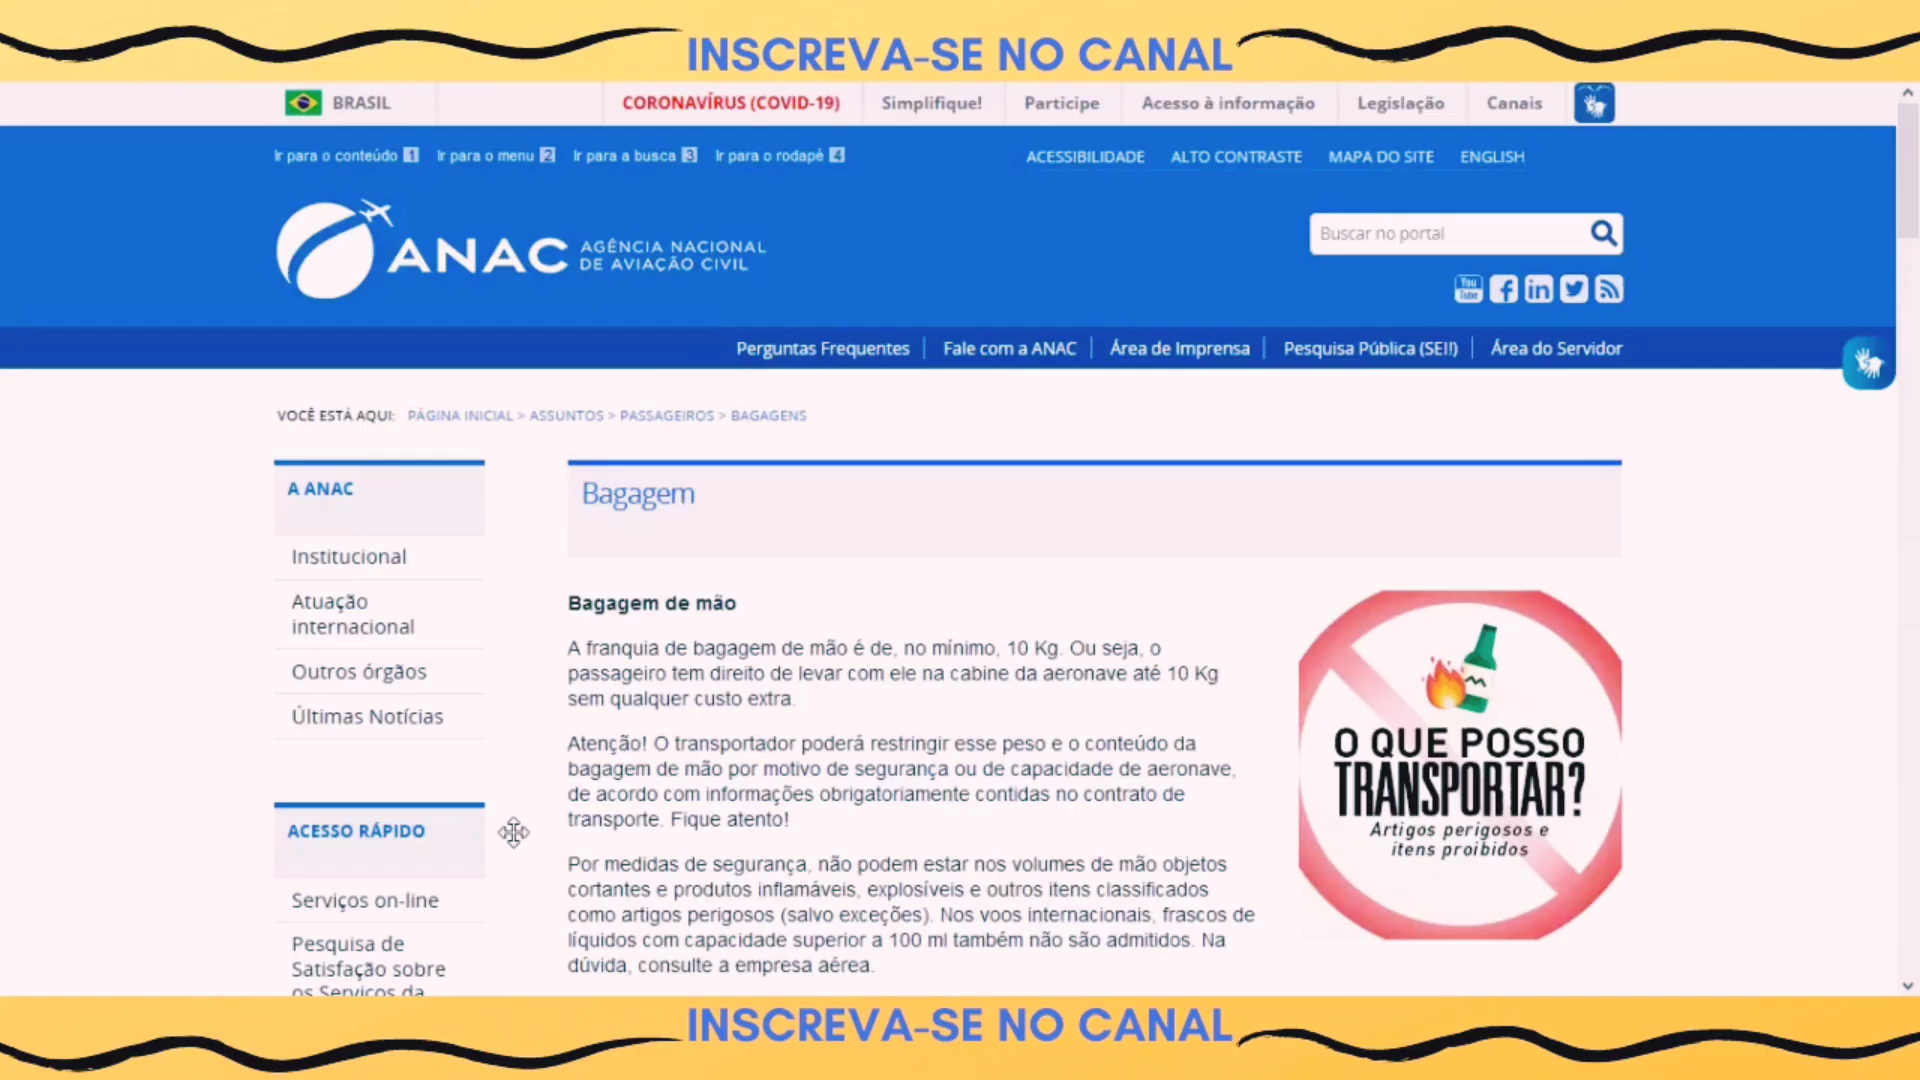 INSCREVA-SE NO CANAL
BRASIL
CORONAVÍRUS (COVID-19)
Simplifique!
Participe
Acesso à informação
Legislação
Canais
Ir para o conteúdo 1
Ir para o menu 2
Ir para a busca 3
Ir para o rodapé 4
ACESSIBILIDADE
ALTO CONTRASTE
MAPA DO SITE
ENGLISH
ANAC
AGÊNCIA NACIONAL
DE AVIAÇÃO CIVIL
Buscar no portal
You
Tube
Perguntas Frequentes
Fale com a ANAC
Área de Imprensa
Pesquisa Pública (SEI!)
Área do Servidor
VOCÊ ESTÁ AQUI: PÁGINA INICIAL > ASSUNTOS > PASSAGEIROS > BAGAGENS
A ANAC
Institucional
Atuação
internacional
Outros órgãos
Últimas Notícias
ACESSO RÁPIDO
Serviços on-line
Pesquisa de
Satisfação sobre
os Serviços da
Bagagem
Bagagem de mão
A franquia de bagagem de mão é de, no mínimo, 10 Kg. Ou seja, o
passageiro tem direito de levar com ele na cabine da aeronave até 10 Kg
sem qualquer custo extra.
Atenção! O transportador poderá restringir esse peso e o conteúdo da
bagagem de mão por motivo de segurança ou de capacidade de aeronave,
de acordo com informações obrigatoriamente contidas no contrato de
transporte. Fique atento!
Por medidas de segurança, não podem estar nos volumes de mão objetos
cortantes e produtos inflamáveis, explosíveis e outros itens classificados
como artigos perigosos (salvo exceções). Nos voos internacionais, frascos de
líquidos com capacidade superior a 100 ml também não são admitidos. Na
dúvida, consulte a empresa aérea.
O QUE POSSO
TRANSPORTAR?
Artigos perigosos e
itens proibidos
INSCREVA-SE NO CANAL